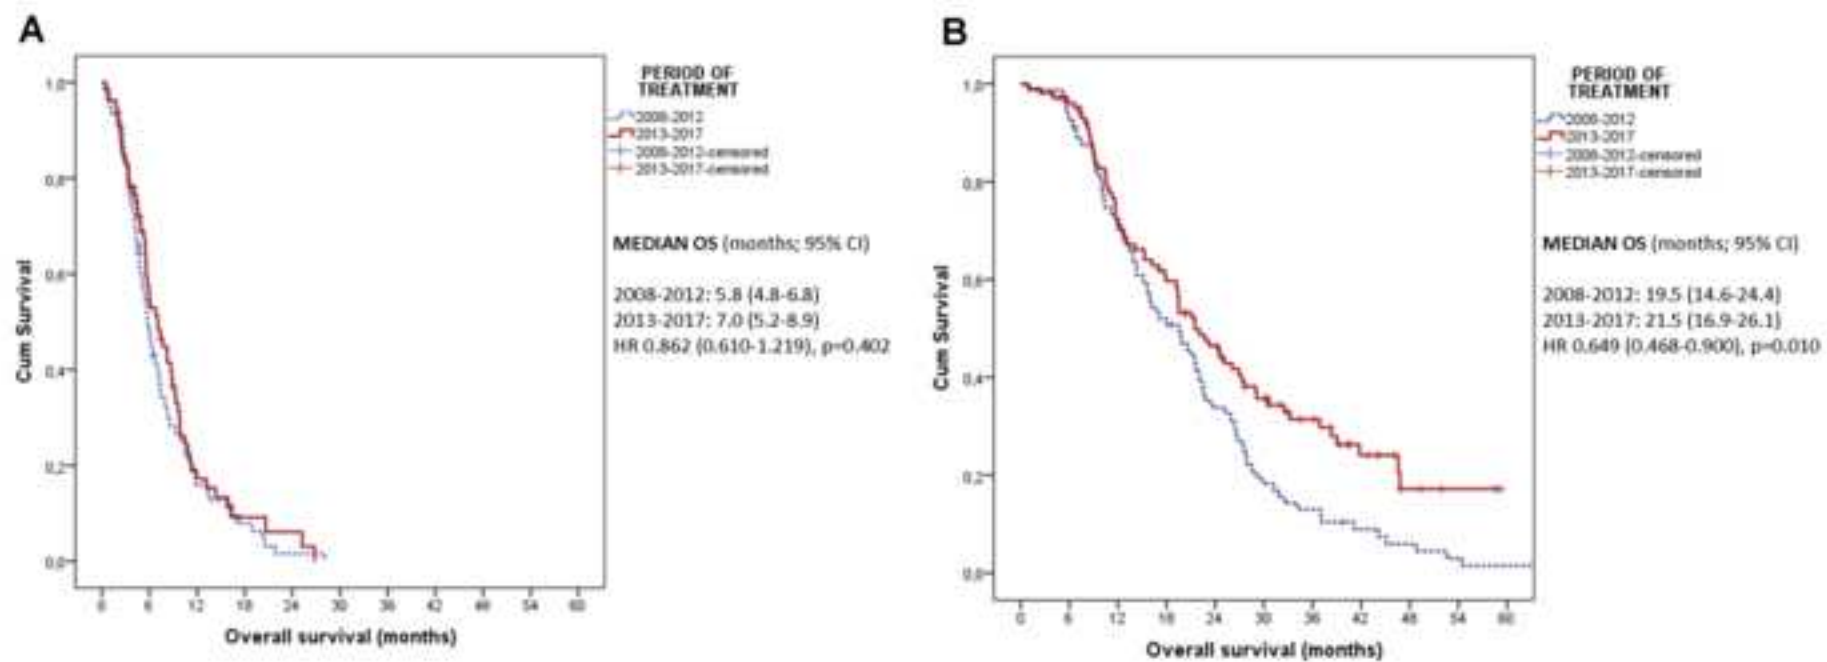 A
PERIOD OF
TREATMENT
2008-2012
2013-2017
2008-2012-censored
2013-2017-censored
MEDIAN OS (months; 95% CI)
2008-2012: 5.8 (4.8-6.8)
2013-2017: 7.0 (5.2-8.9)
HR 0.862 (0.610-1.219), p=0.402
Cum Survival
1,0
0,8
0,6
0,4
0,2
0,0
0 6 12 18 24 30 36 42 48 54 60
Overall survival (months)
B
PERIOD OF
TREATMENT
2008-2012
2013-2017
2008-2012-censored
2013-2017-censored
MEDIAN OS (months; 95% CI)
2008-2012: 19.5 (14.6-24.4)
2013-2017: 21.5 (16.9-26.1)
HR 0.649 (0.468-0.900), p=0.010
Cum Survival
1,0
0,8
0,6
0,4
0,2
0,0
0 6 12 18 24 30 36 42 48 54 60
Overall survival (months)